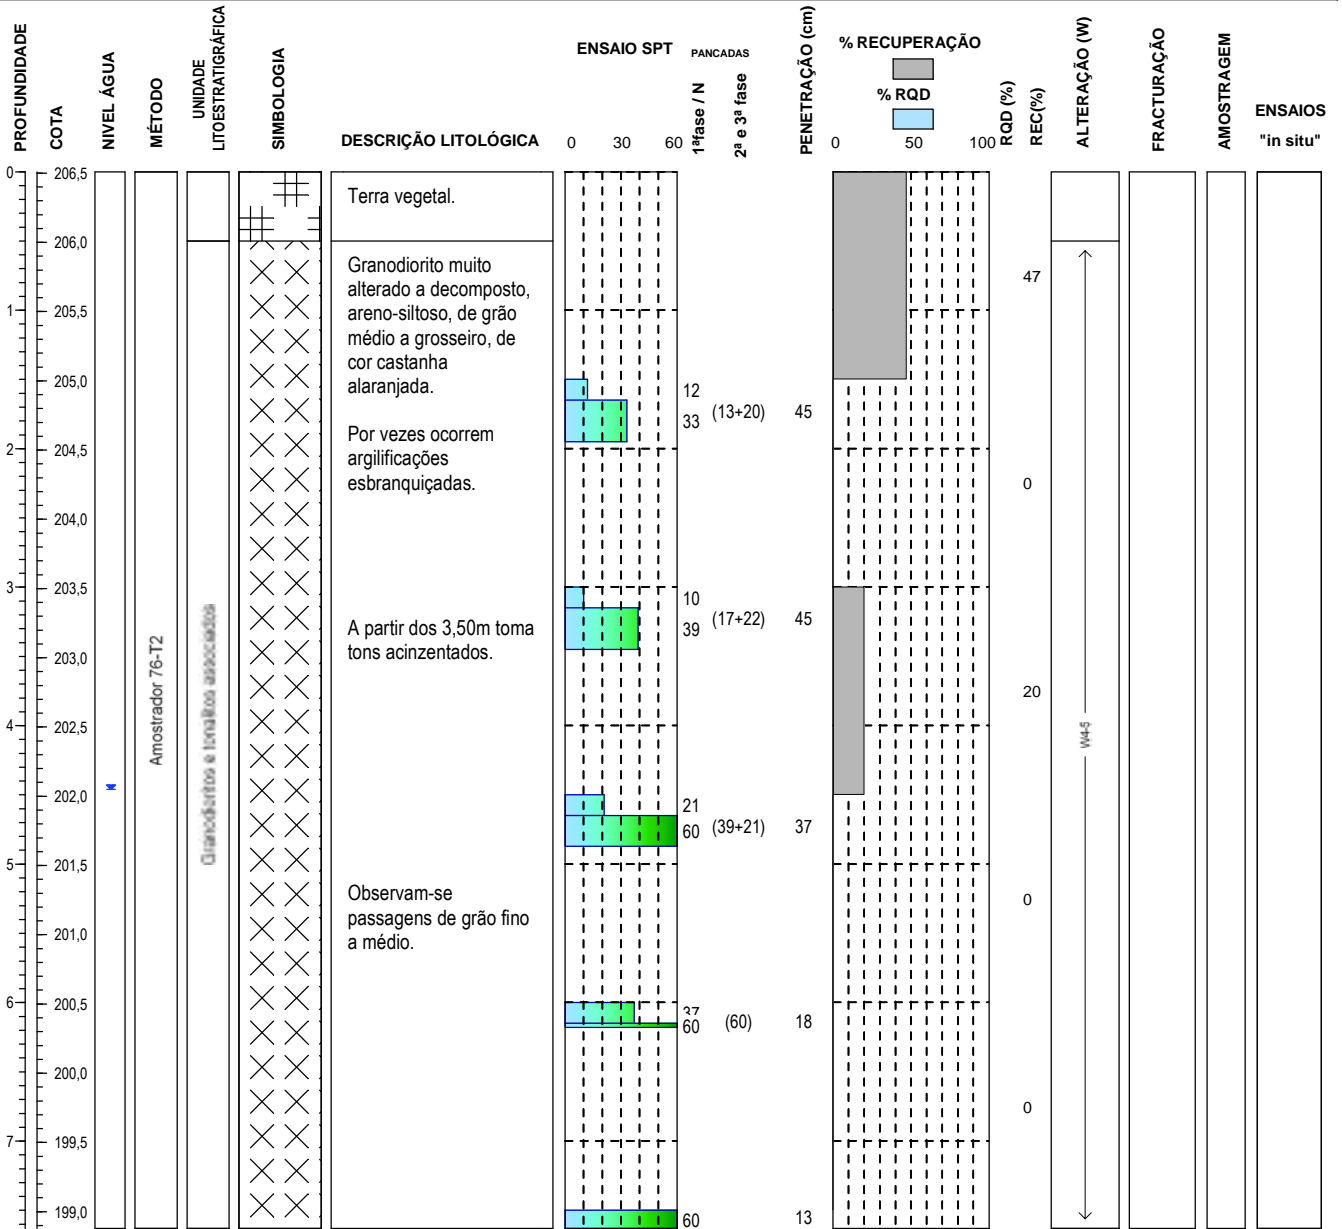 PROFUNDIDADE
COTA
NIVEL ÁGUA
MÉTODO
UNIDADE
LITOESTRATIGRÁFICA
SIMBOLOGIA
DESCRIÇÃO LITOLÓGICA
ENSAIO SPT
PANCADAS
0 30 60
1ªfase / N
2ª e 3ª fase
PENETRAÇÃO (cm)
% RECUPERAÇÃO
% RQD
0 50 100
RQD (%)
REC(%)
ALTERAÇÃO (W)
FRACTURAÇÃO
AMOSTRAGEM
ENSAIOS
"in situ"
0
206,5
Terra vegetal.
206,0
Granodiorito muito
alterado a decomposto,
areno-siltoso, de grão
médio a grosseiro, de
cor castanha
alaranjada.
47
1
205,5
205,0
12
33 (13+20) 45
Por vezes ocorrem
argilificações
esbranquiçadas.
2
204,5
0
204,0
3
203,5
10
39 (17+22) 45
A partir dos 3,50m toma
tons acinzentados.
203,0
20
Amostrador 76-T2
Granodioritos e tonalitos associados
4
202,5
W4-5
202,0
21
60 (39+21) 37
5
201,5
Observam-se
passagens de grão fino
a médio.
0
201,0
6
200,5
37
60 (60) 18
200,0
0
7
199,5
199,0
60 13